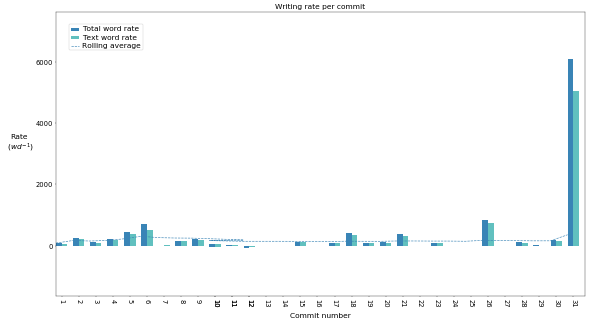 Writing rate per commit
Total word rate
Text word rate
Rolling average
6000
4000
2000
0
Rate
(wd⁻¹)
1 2 3 4 5 6 7 8 9 10 11 12 13 14 15 16 17 18 19 20 21 22 23 24 25 26 27 28 29 30 31
Commit number